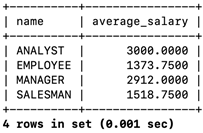 +-----------+----------------+
| name      | average_salary |
+-----------+----------------+
| ANALYST   |      3000.0000 |
| EMPLOYEE  |      1373.7500 |
| MANAGER   |      2912.0000 |
| SALESMAN  |      1518.7500 |
+-----------+----------------+
4 rows in set (0.001 sec)